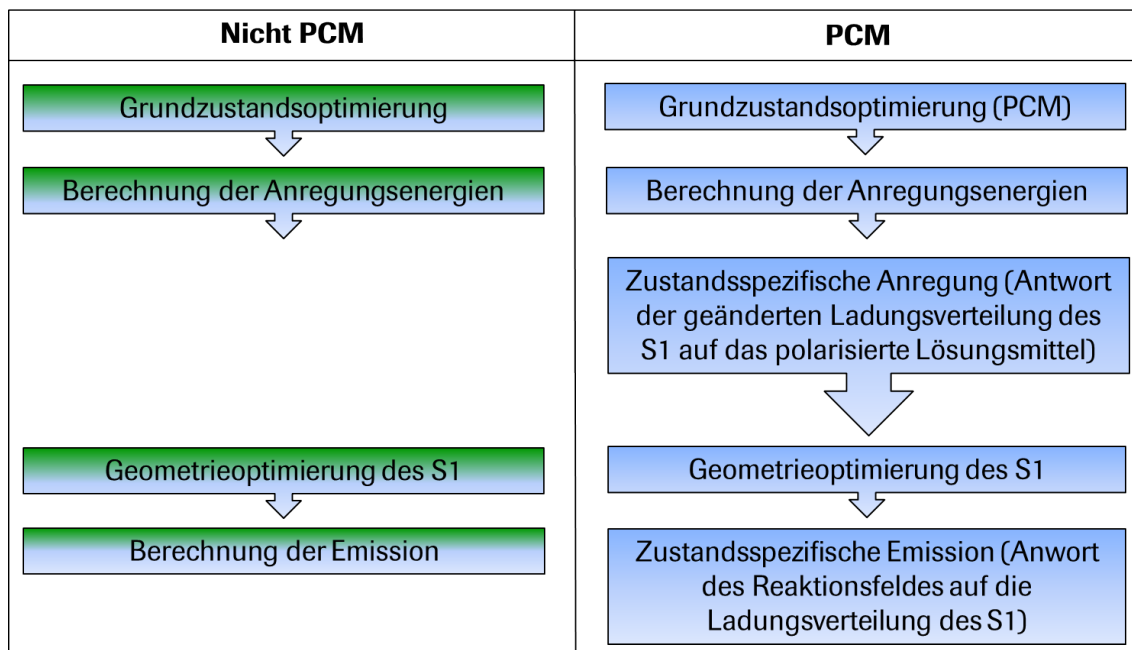 Nicht PCM
Grundzustandsoptimierung
Berechnung der Anregungsenergien
Geometrieoptimierung des S1
Berechnung der Emission
PCM
Grundzustandsoptimierung (PCM)
Berechnung der Anregungsenergien
Zustandsspezifische Anregung (Antwort
der geänderten Ladungsverteilung des
S1 auf das polarisierte Lösungsmittel)
Geometrieoptimierung des S1
Zustandsspezifische Emission (Anwort
des Reaktionsfeldes auf die
Ladungsverteilung des S1)